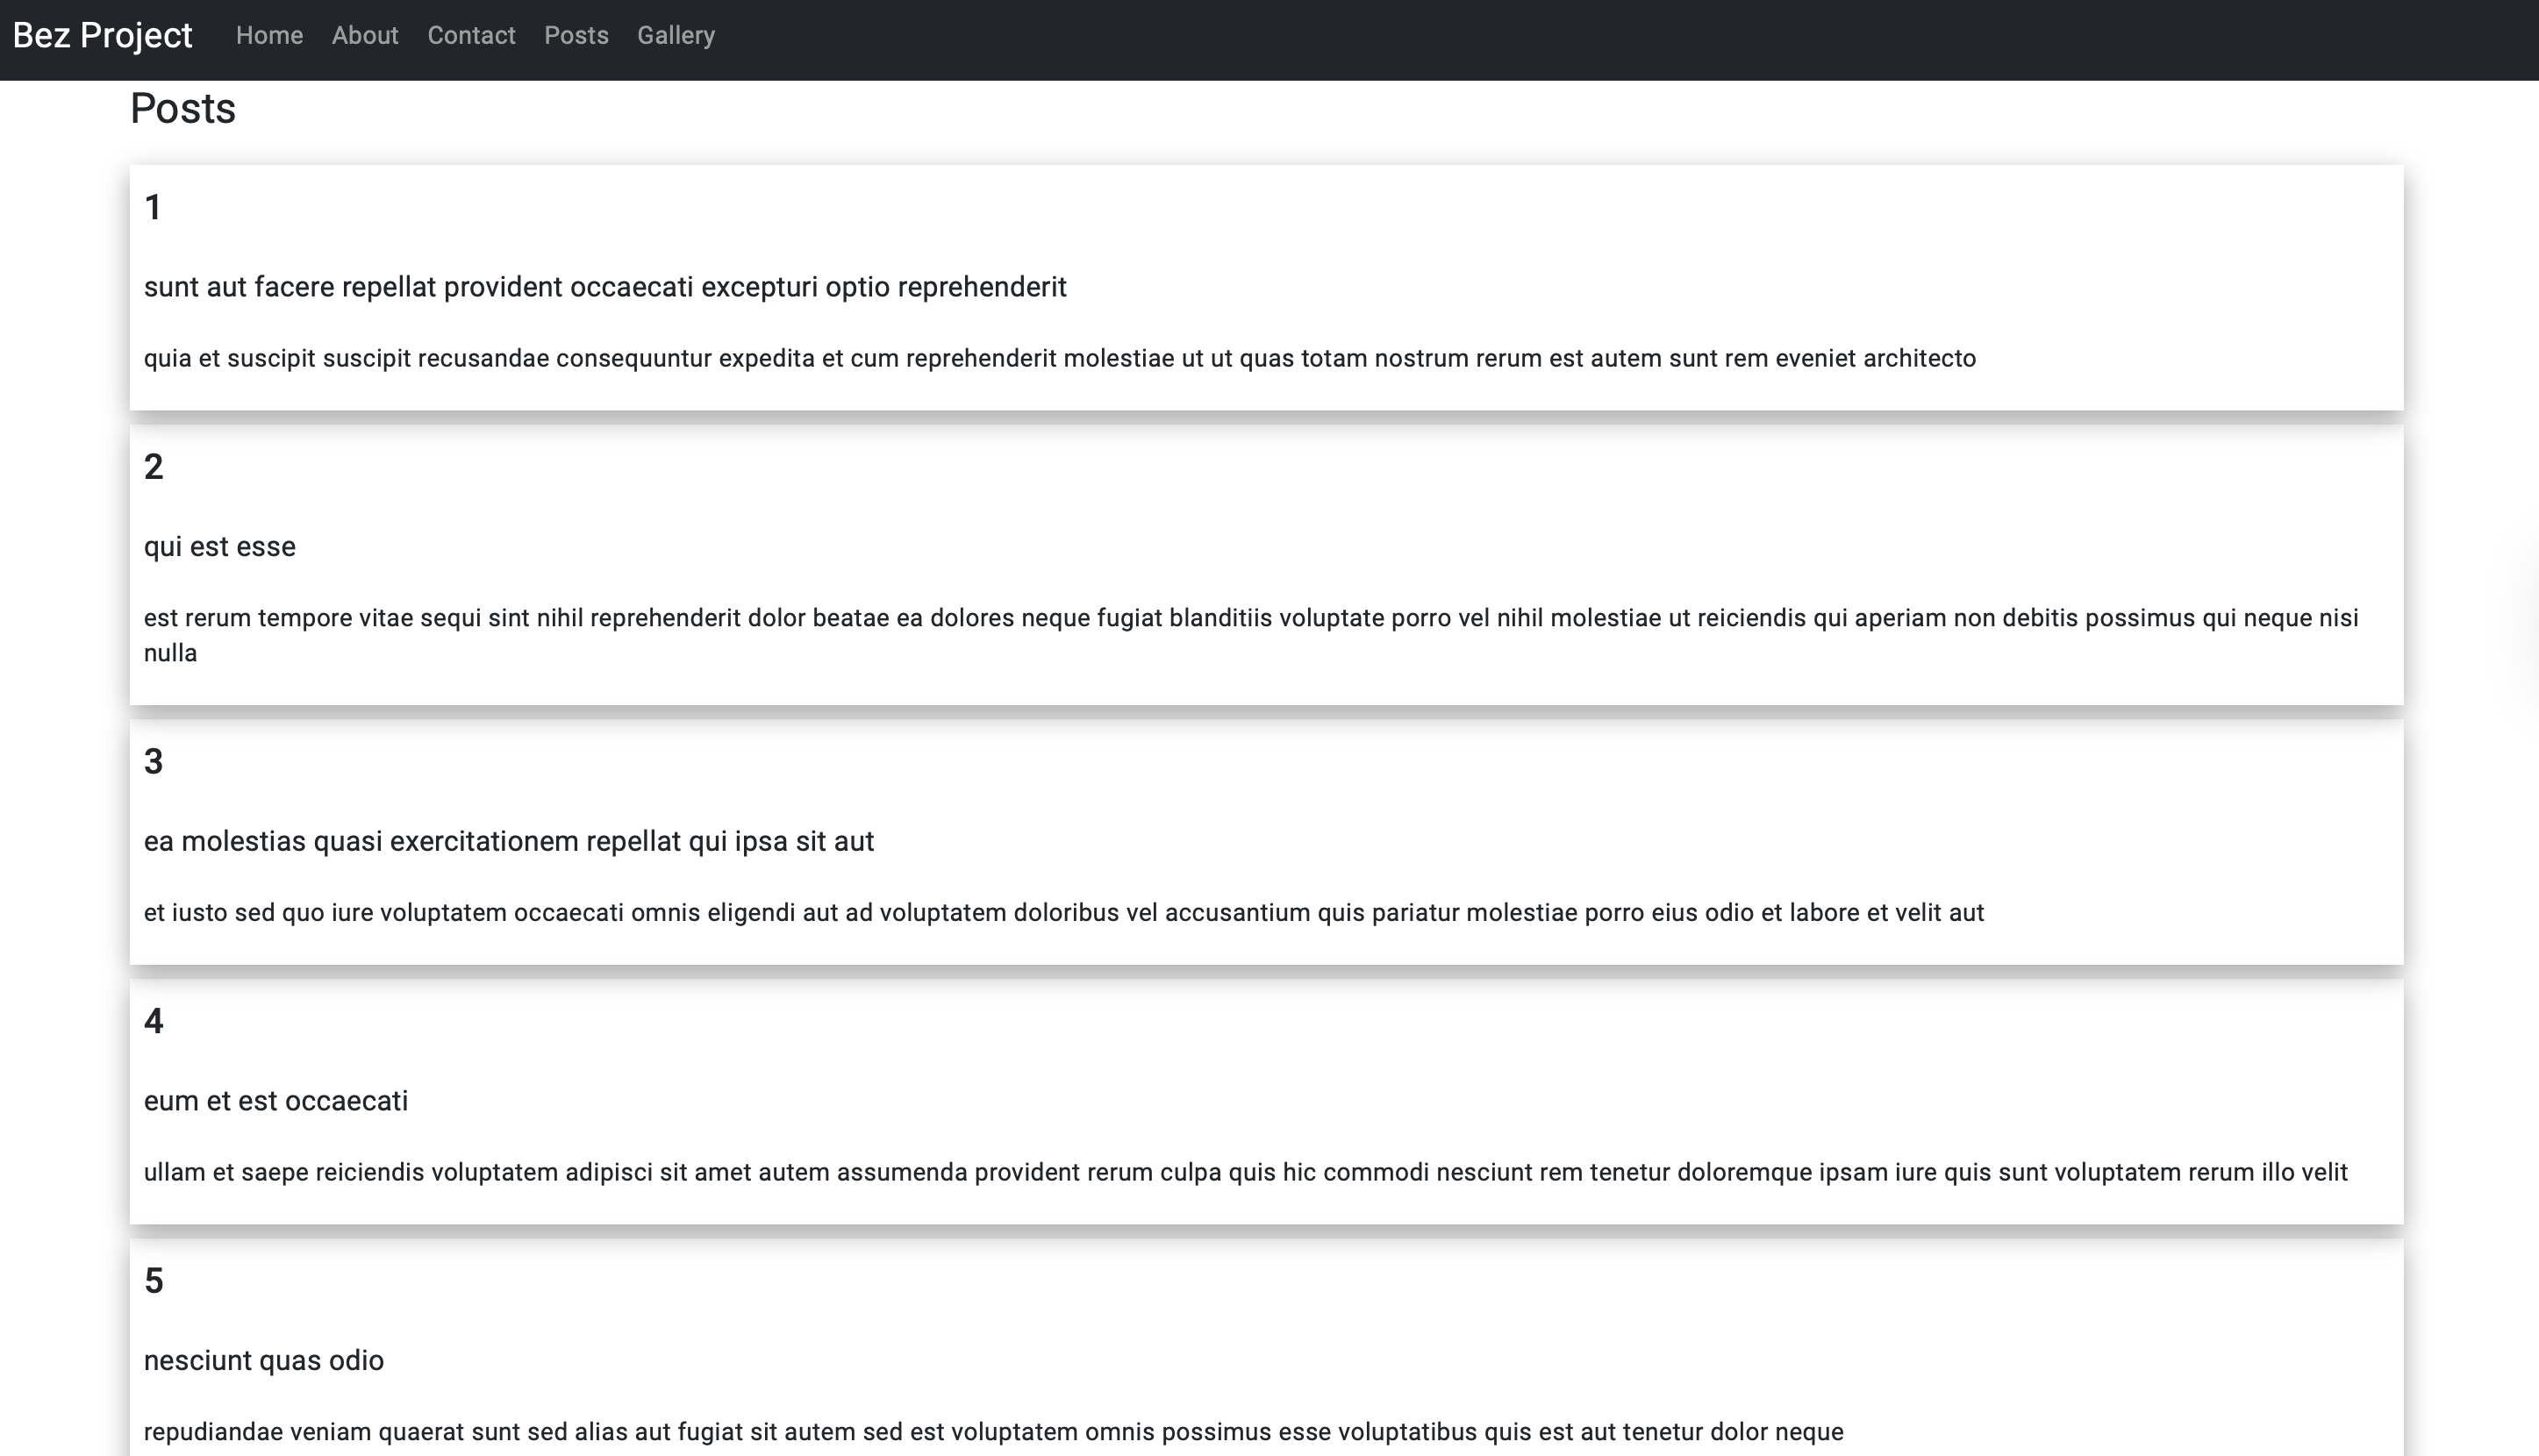 Bez Project Home About Contact Posts Gallery
Posts
1
sunt aut facere repellat provident occaecati excepturi optio reprehenderit
quia et suscipit suscipit recusandae consequuntur expedita et cum reprehenderit molestiae ut ut quas totam nostrum rerum est autem sunt rem eveniet architecto
2
qui est esse
est rerum tempore vitae sequi sint nihil reprehenderit dolor beatae ea dolores neque fugiat blanditiis voluptate porro vel nihil molestiae ut reiciendis qui aperiam non debitis possimus qui neque nisi
nulla
3
ea molestias quasi exercitationem repellat qui ipsa sit aut
et iusto sed quo iure voluptatem occaecati omnis eligendi aut ad voluptatem doloribus vel accusantium quis pariatur molestiae porro eius odio et labore et velit aut
4
eum et est occaecati
ullam et saepe reiciendis voluptatem adipisci sit amet autem assumenda provident rerum culpa quis hic commodi nesciunt rem tenetur doloremque ipsam iure quis sunt voluptatem rerum illo velit
5
nesciunt quas odio
repudiandae veniam quaerat sunt sed alias aut fugiat sit autem sed est voluptatem omnis possimus esse voluptatibus quis est aut tenetur dolor neque